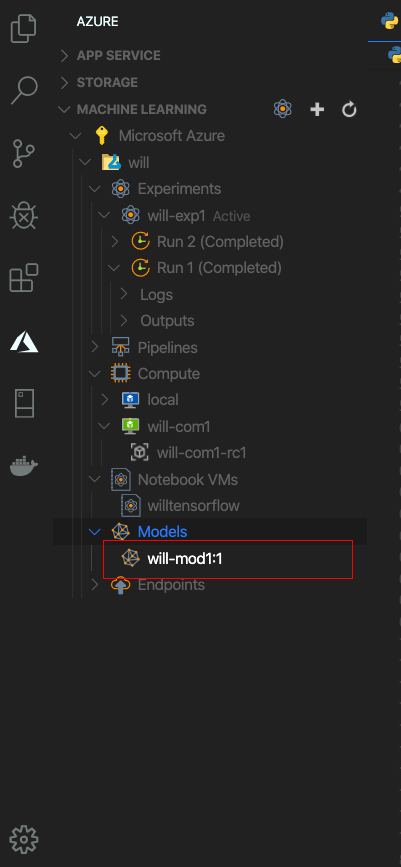 AZURE
APP SERVICE
STORAGE
MACHINE LEARNING
Microsoft Azure
will
Experiments
will-exp1 Active
Run 2 (Completed)
Run 1 (Completed)
Logs
Outputs
Pipelines
Compute
local
will-com1
will-com1-rc1
Notebook VMs
willtensorflow
Models
will-mod1:1
Endpoints